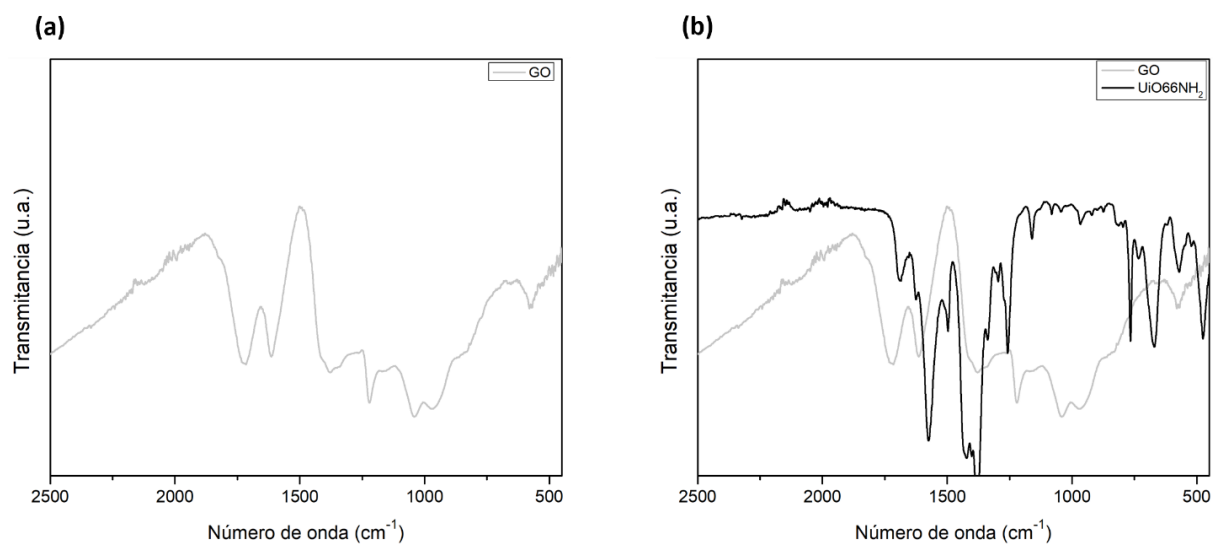 (a)
GO
Transmitancia (u.a.)
2500
2000
1500
1000
500
Número de onda (cm⁻¹)
(b)
GO
UiO66NH₂
Transmitancia (u.a.)
2500
2000
1500
1000
500
Número de onda (cm⁻¹)